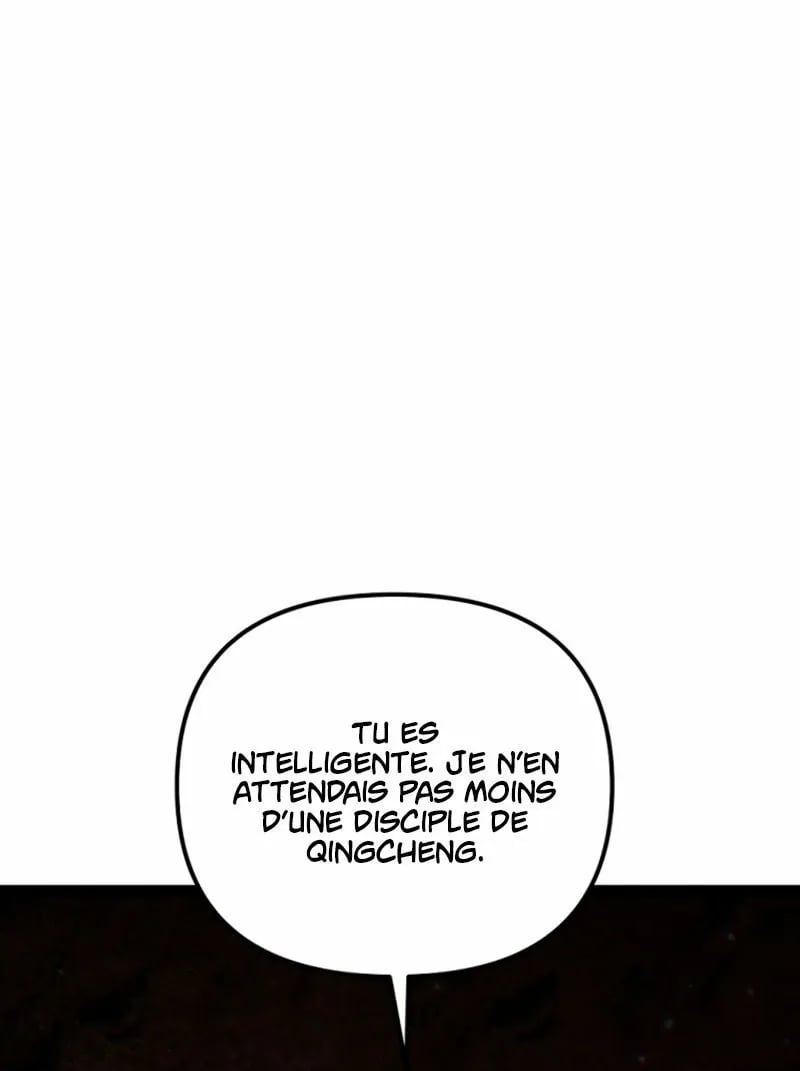 TU ES
INTELLIGENTE. JE N'EN
ATTENDAIS PAS MOINS
D'UNE DISCIPLE DE
QINGCHENG.